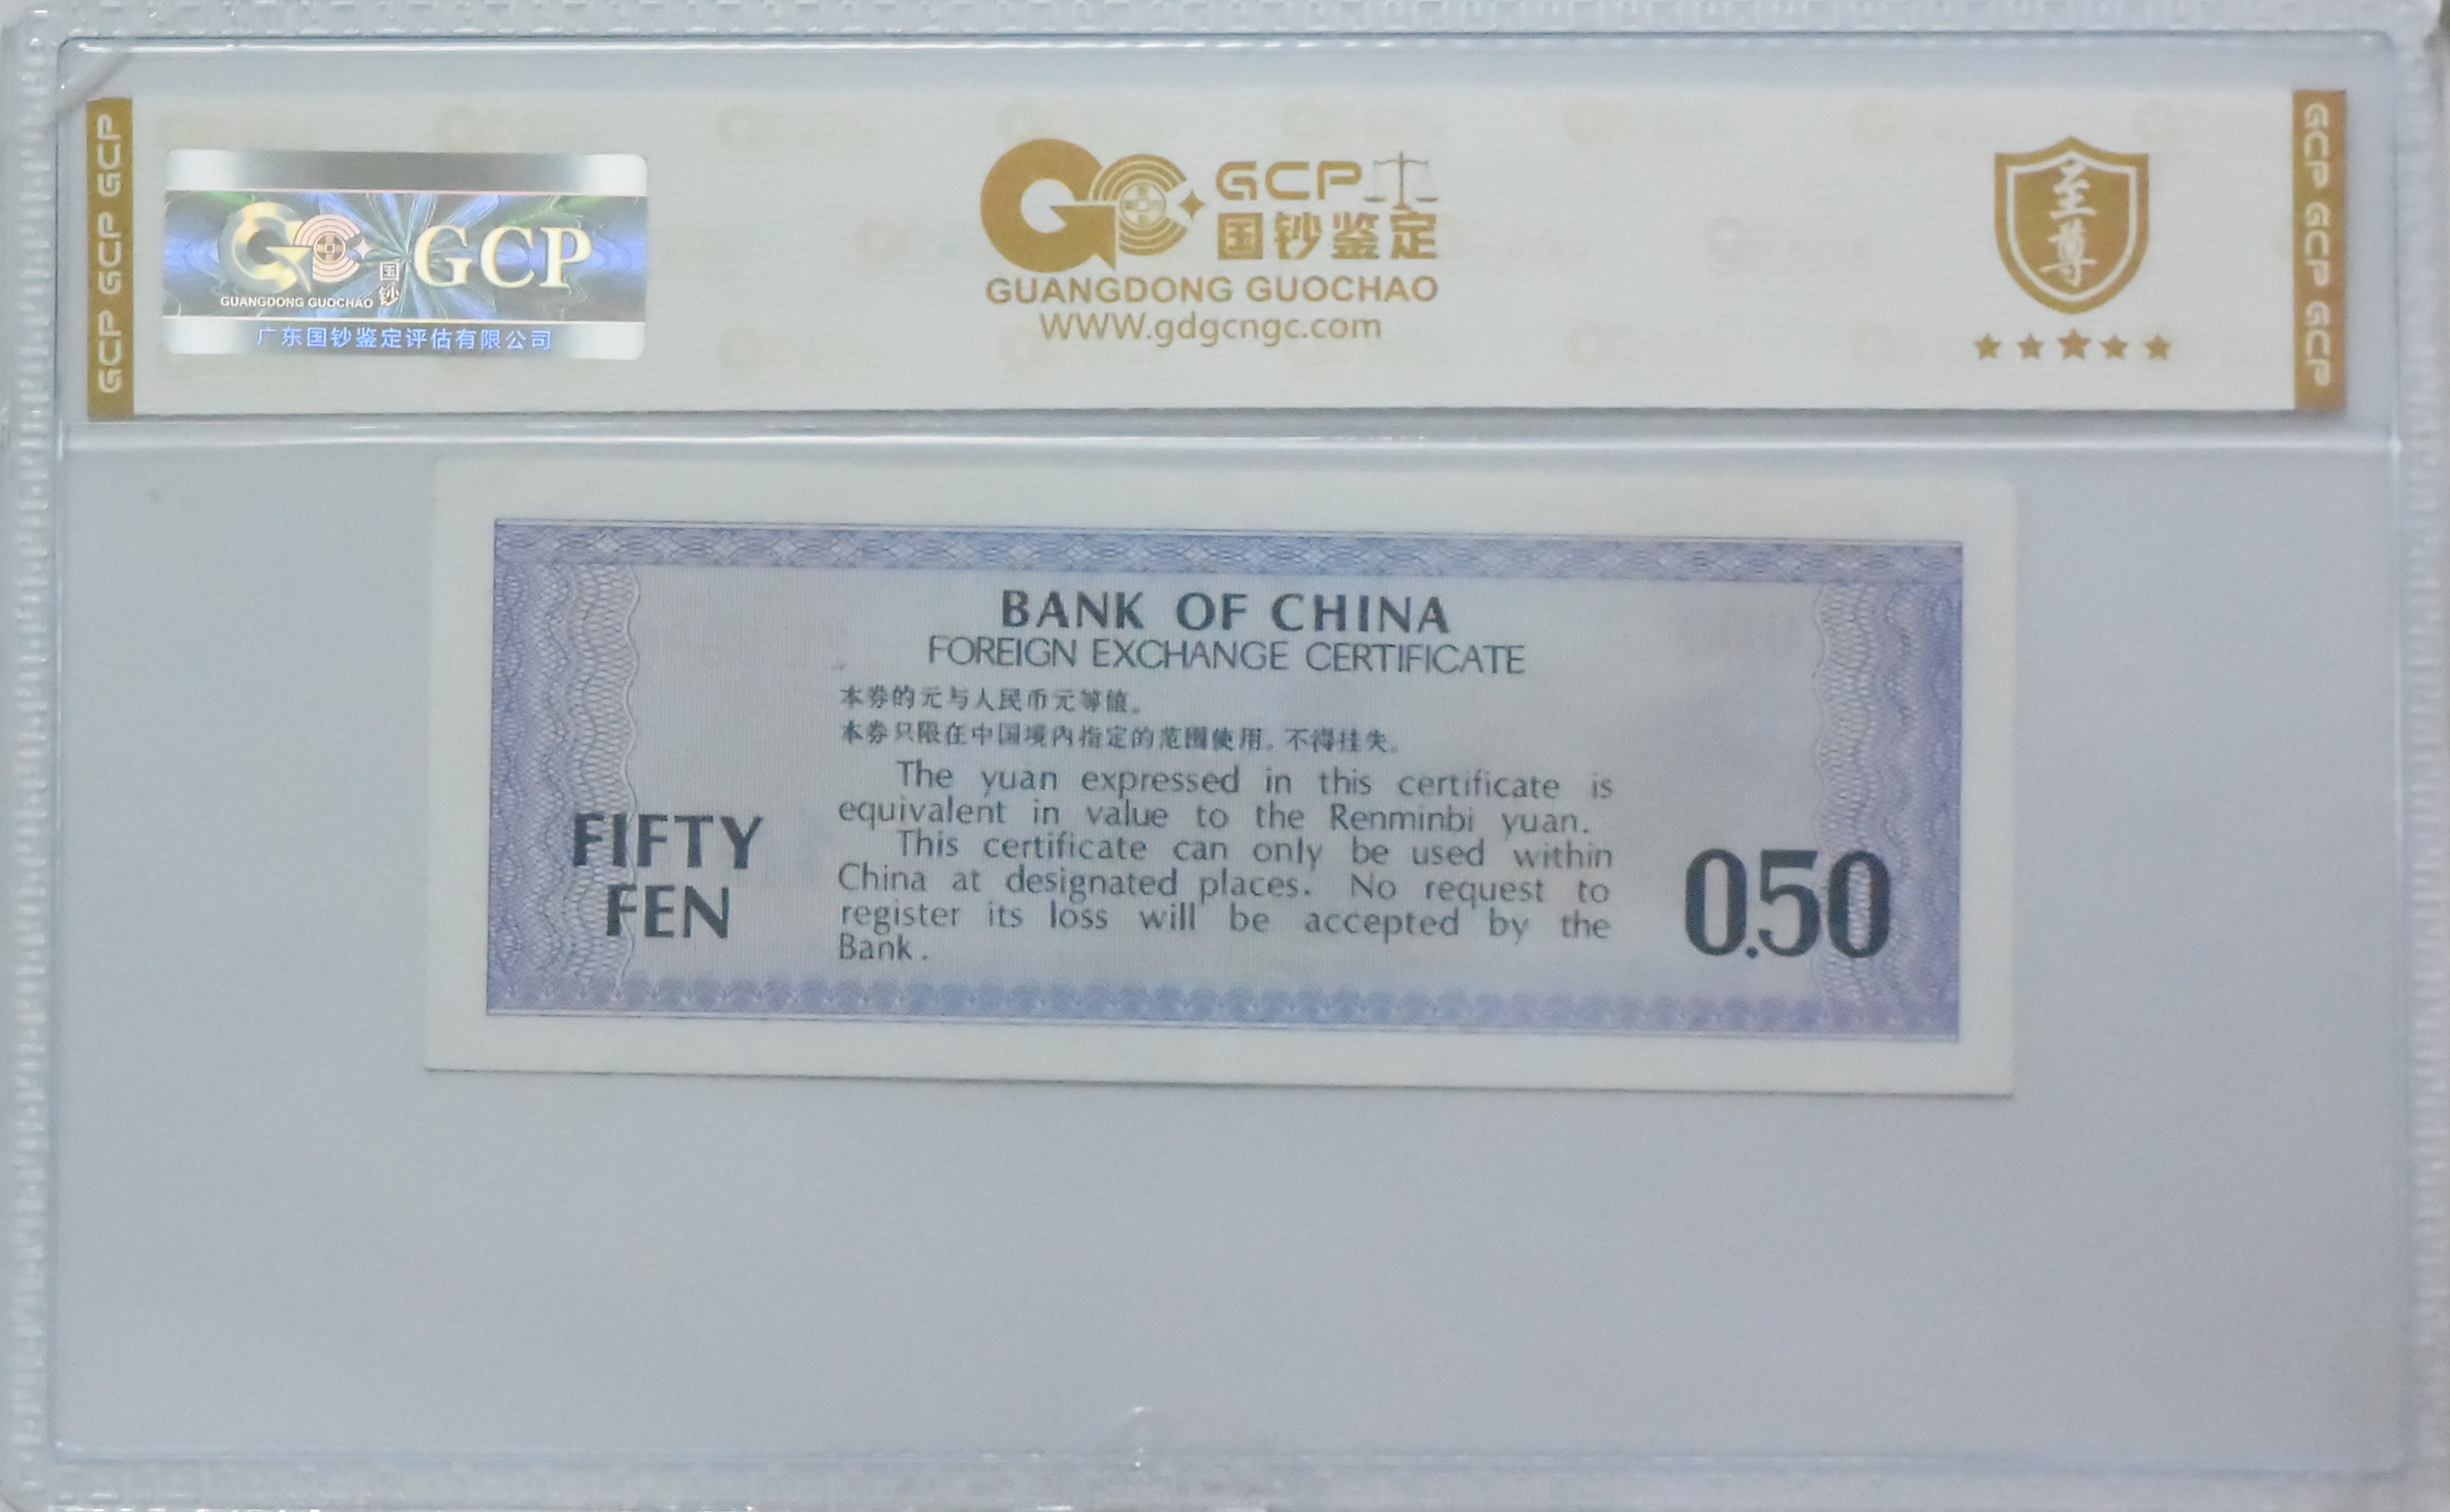 GCP GCP GCP
GUANGDONG GUOCHAO
国钞
GCP
广东国钞鉴定评估有限公司
GCP
国钞鉴定
GUANGDONG GUOCHAO
WWW.gdgcngc.com
至尊
GCP GCP GCP
BANK OF CHINA
FOREIGN EXCHANGE CERTIFICATE
本券的元与人民币元等值。
本券只限在中国境内指定的范围使用。不得挂失。
The yuan expressed in this certificate is
equivalent in value to the Renminbi yuan.
This certificate can only be used within
China at designated places. No request to
register its loss will be accepted by the
Bank.
FIFTY
FEN
0.50